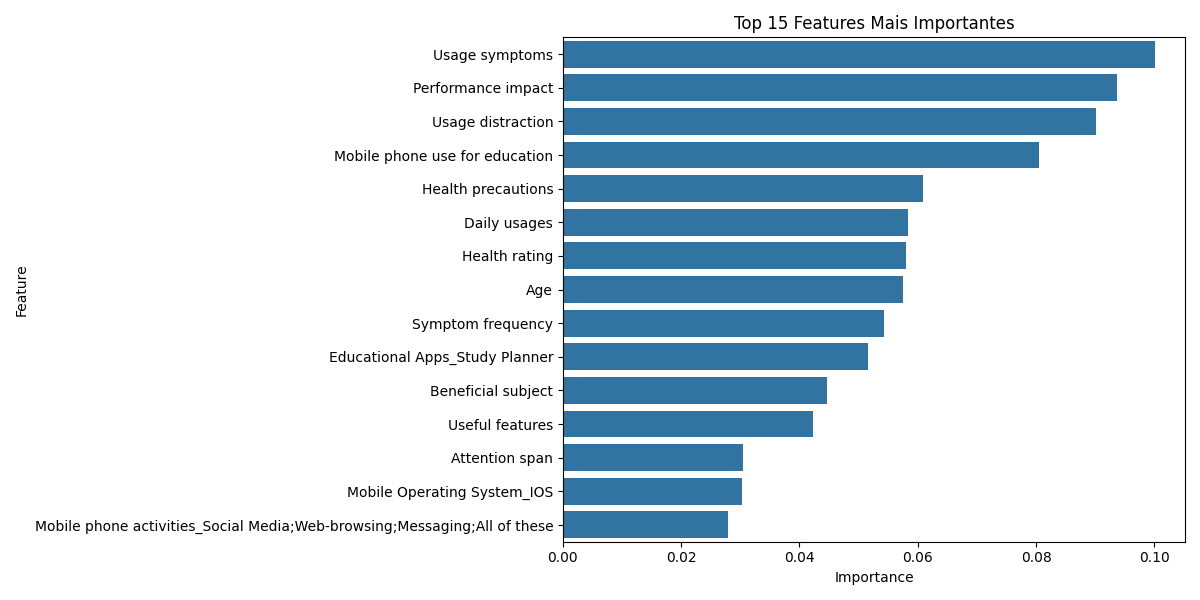 Top 15 Features Mais Importantes
Feature
Usage symptoms
Performance impact
Usage distraction
Mobile phone use for education
Health precautions
Daily usages
Health rating
Age
Symptom frequency
Educational Apps_Study Planner
Beneficial subject
Useful features
Attention span
Mobile Operating System_IOS
Mobile phone activities_Social Media;Web-browsing;Messaging;All of these
0.00 0.02 0.04 0.06 0.08 0.10
Importance